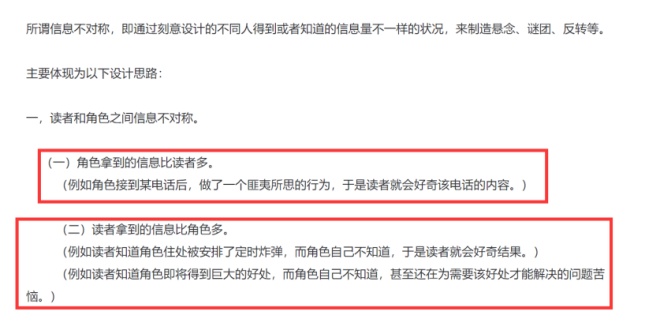 所谓信息不对称，即通过刻意设计的不同人得到或者知道的信息量不一样的状况，来制造悬念、谜团、反转等。
主要体现为以下设计思路：
一，读者和角色之间信息不对称。
（一）角色拿到的信息比读者多。
（例如角色接到某电话后，做了一个匪夷所思的行为，于是读者就会好奇该电话的内容。）
（二）读者拿到的信息比角色多。
（例如读者知道角色住处被安排了定时炸弹，而角色自己不知道，于是读者就会好奇结果。）
（例如读者知道角色即将得到巨大的好处，而角色自己不知道，甚至还在为需要该好处才能解决的问题苦
恼。）